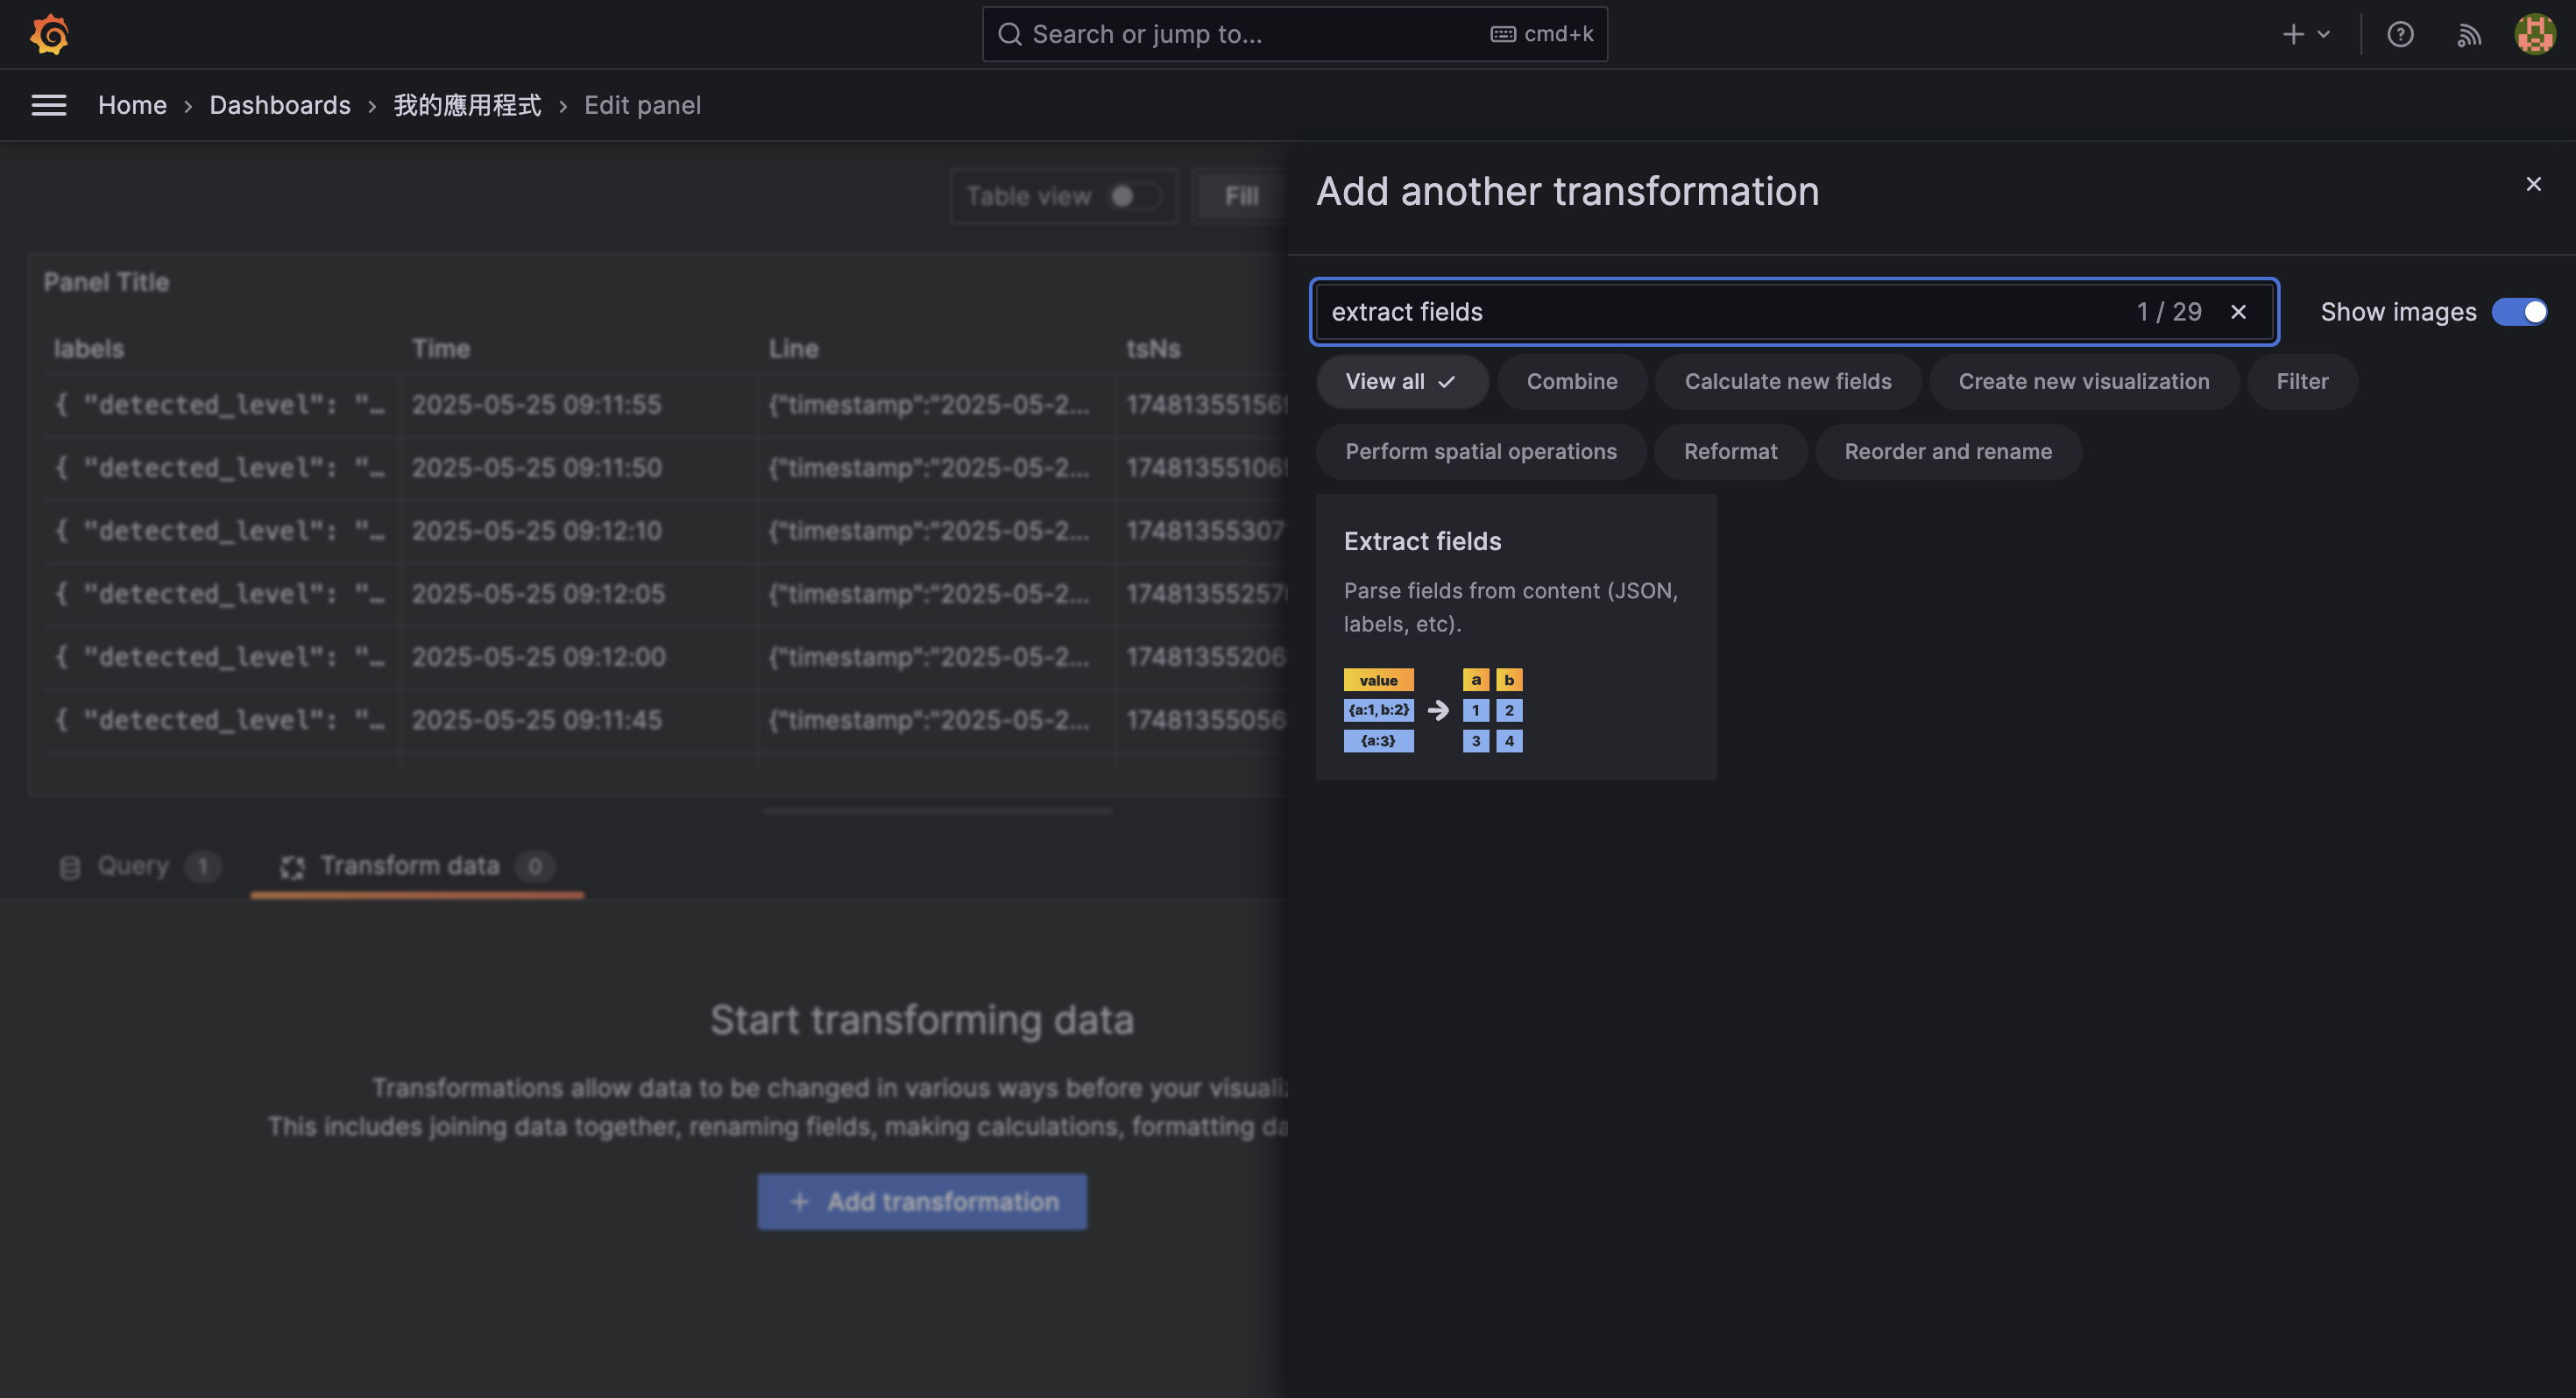 Search or jump to...
cmd+k
Home › Dashboards › 我的應用程式 › Edit panel
Table view
Fill
Panel Title
labels Time Line tsNs
{ "detected_level": "… 2025-05-25 09:11:55 {"timestamp":"2025-05-2...
{ "detected_level": "… 2025-05-25 09:11:50 {"timestamp":"2025-05-2...
{ "detected_level": "… 2025-05-25 09:12:10 {"timestamp":"2025-05-2... 17481355307
{ "detected_level": "… 2025-05-25 09:12:05 {"timestamp":"2025-05-2...
{ "detected_level": "… 2025-05-25 09:12:00 {"timestamp":"2025-05-2... 17481355206
{ "detected_level": "… 2025-05-25 09:11:45 {"timestamp":"2025-05-2... 17481355056
Query 1
Transform data 0
Start transforming data
Transformations allow data to be changed in various ways before your
This includes joining data together, renaming fields, making calculations, formatting
+ Add transformation
Add another transformation
extract fields
1 / 29
Show images
View all
Combine
Calculate new fields
Create new visualization
Filter
Perform spatial operations
Reformat
Reorder and rename
Extract fields
Parse fields from content (JSON,
labels, etc).
value a b
{a:1, b:2} 1 2
{a:3} 3 4